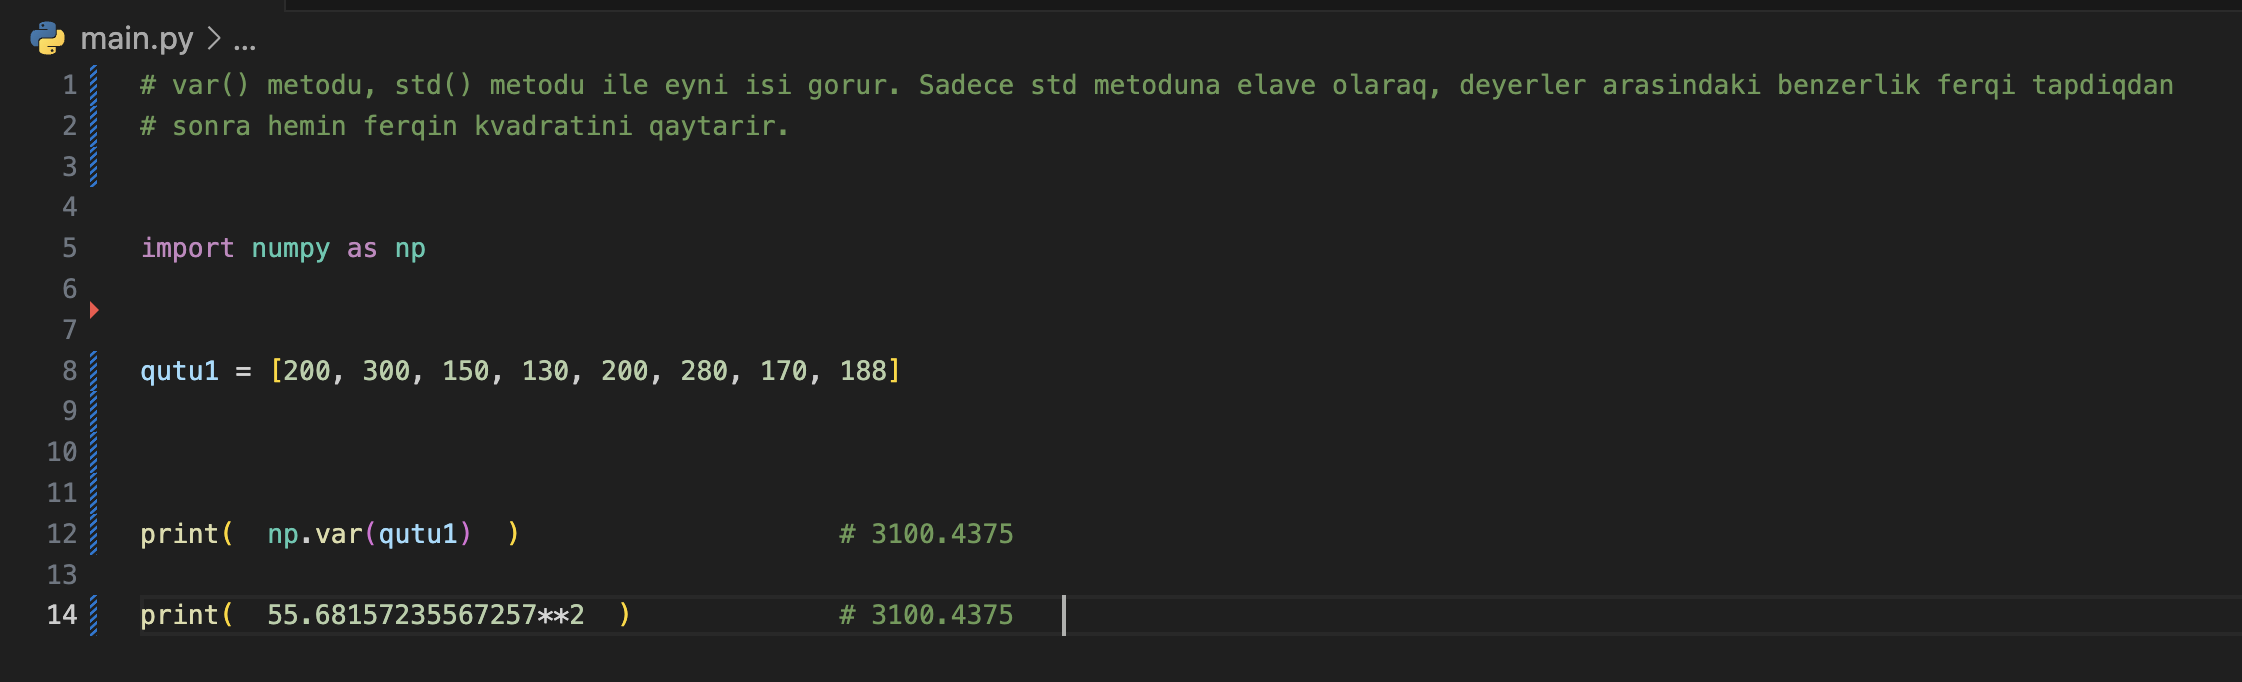 main.py > ...
1 # var() metodu, std() metodu ile eyni isi gorur. Sadece std metoduna elave olaraq, deyerler arasindaki benzerlik ferqi tapdiqdan
2 # sonra hemin ferqin kvadratini qaytarir.
3
4
5 import numpy as np
6
7
8 qutu1 = [200, 300, 150, 130, 200, 280, 170, 188]
9
10
11
12 print(  np.var(qutu1)  )                    # 3100.4375
13
14 print(  55.68157235567257**2  )             # 3100.4375